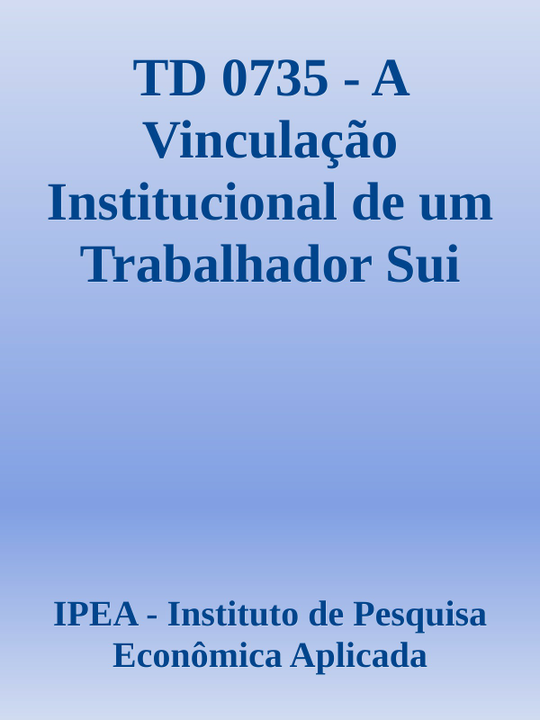 TD 0735 - A
Vinculação
Institucional de um
Trabalhador Sui
IPEA - Instituto de Pesquisa
Econômica Aplicada